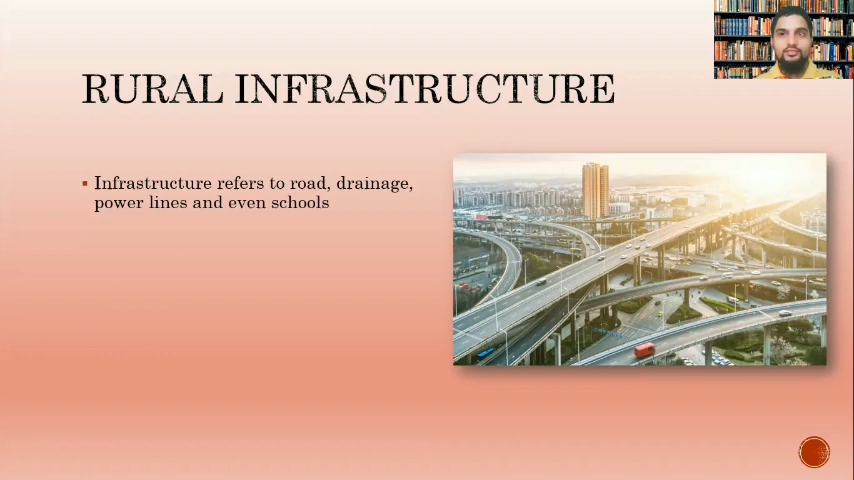 RURAL INFRASTRUCTURE
▪ Infrastructure refers to road, drainage,
power lines and even schools